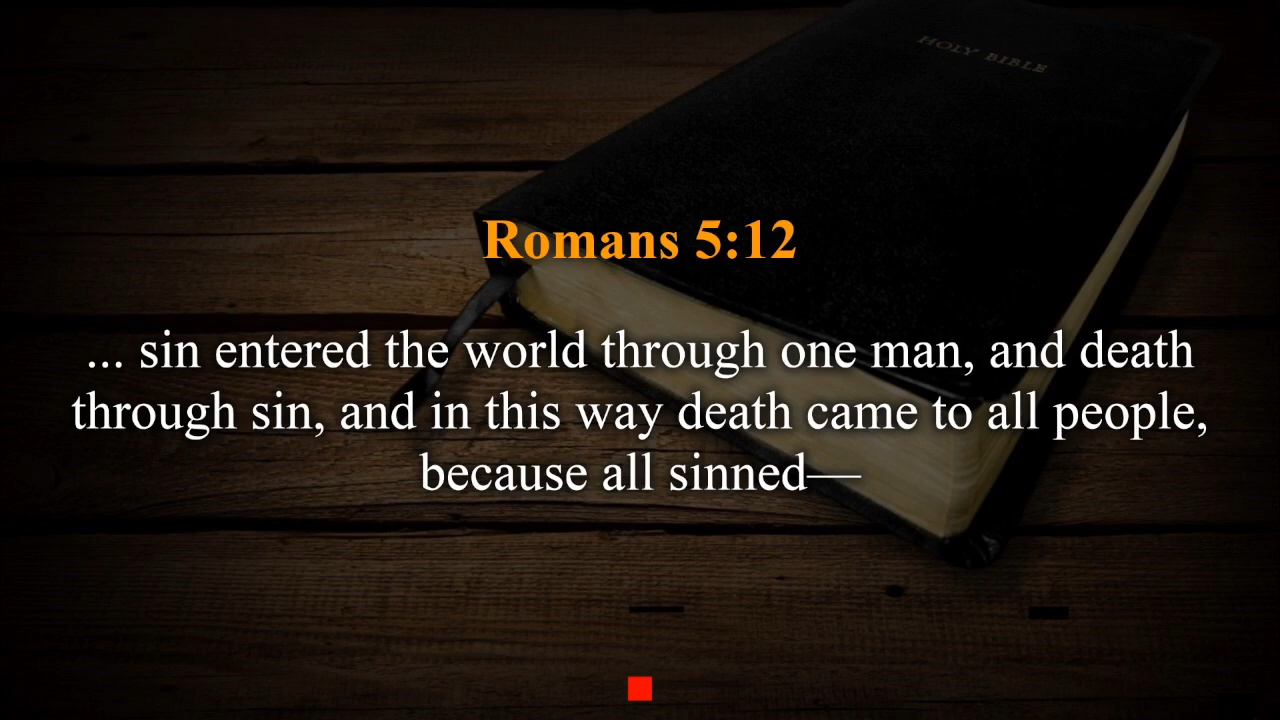 HOLY BIBLE
Romans 5:12
... sin entered the world through one man, and death
through sin, and in this way death came to all people,
because all sinned—